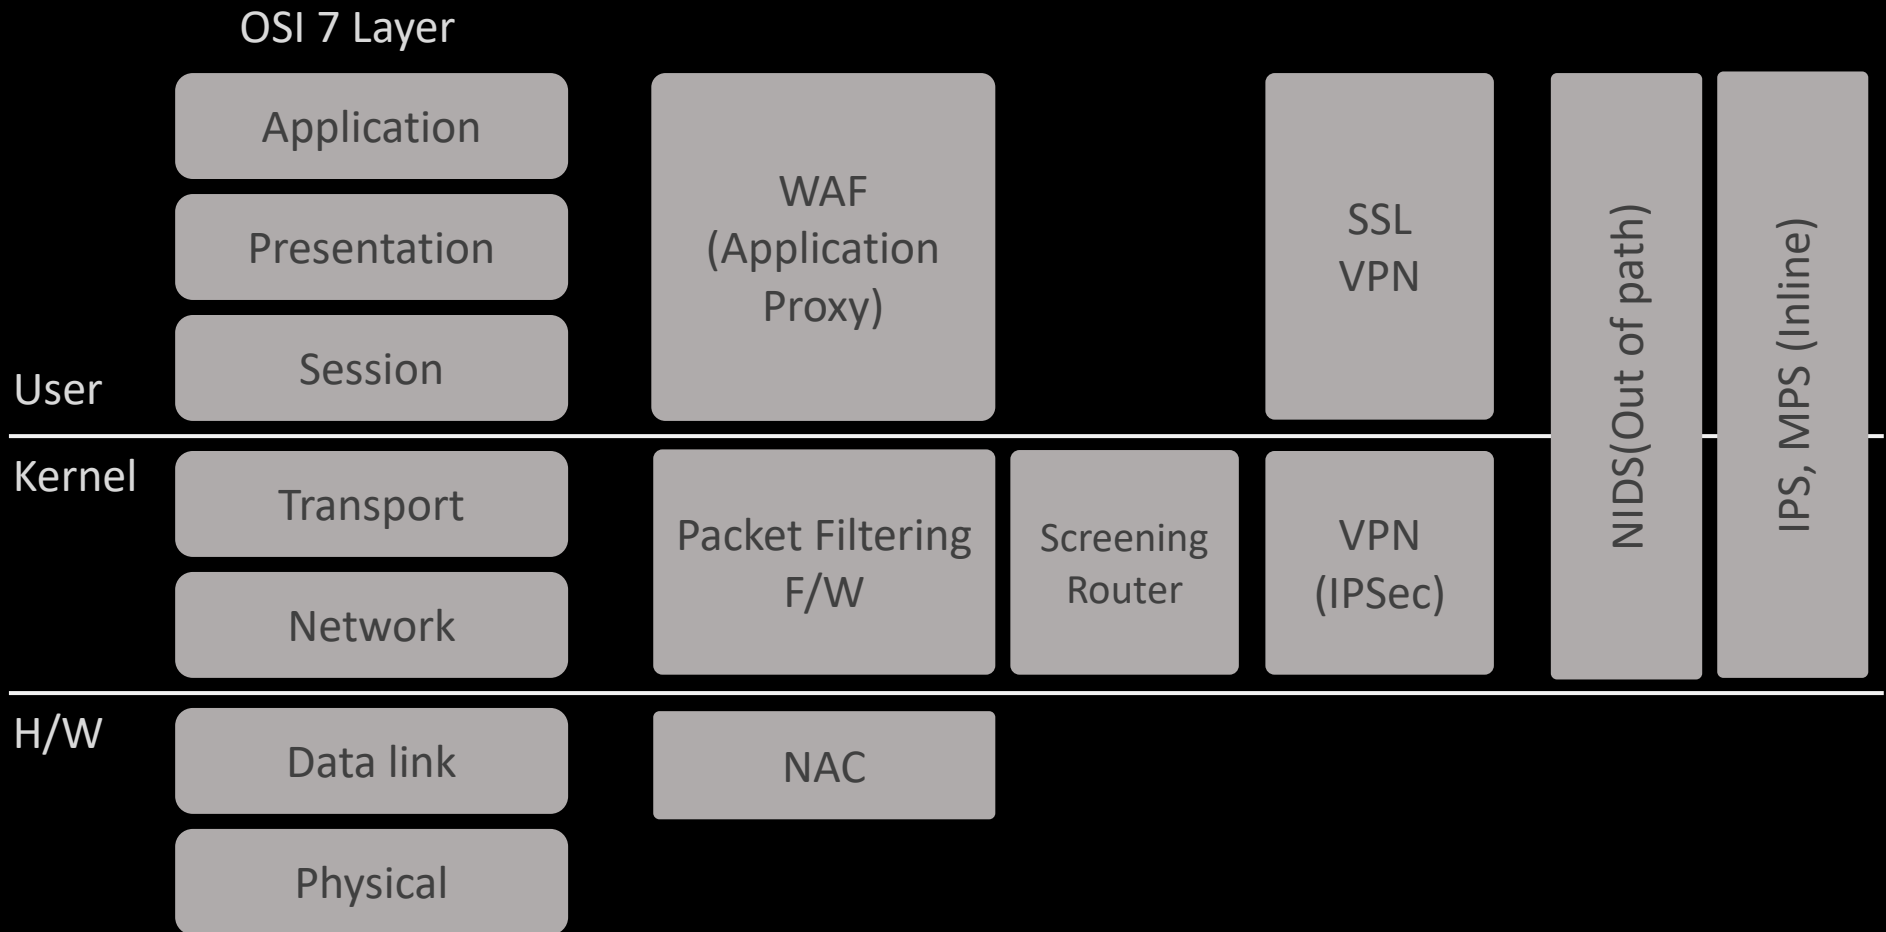 OSI 7 Layer
Application
Presentation
Session
User
Kernel
Transport
Network
H/W
Data link
Physical
WAF
(Application
Proxy)
Packet Filtering
F/W
NAC
Screening
Router
SSL
VPN
VPN
(IPSec)
NIDS(Out of path)
IPS, MPS (Inline)